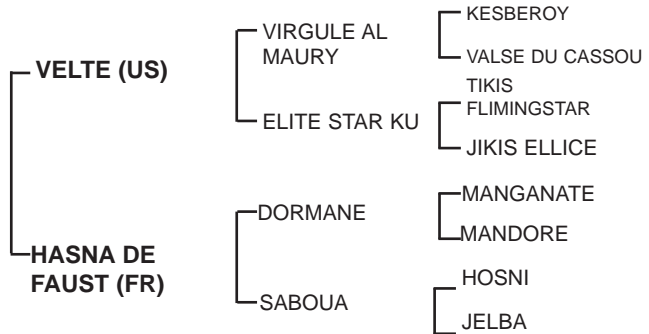 KESBEROY
VIRGULE AL
MAURY
VALSE DU CASSOU
VELTE (US)
TIKIS
FLIMINGSTAR
ELITE STAR KU
JIKIS ELLICE
MANGANATE
DORMANE
MANDORE
HASNA DE
FAUST (FR)
HOSNI
SABOUA
JELBA